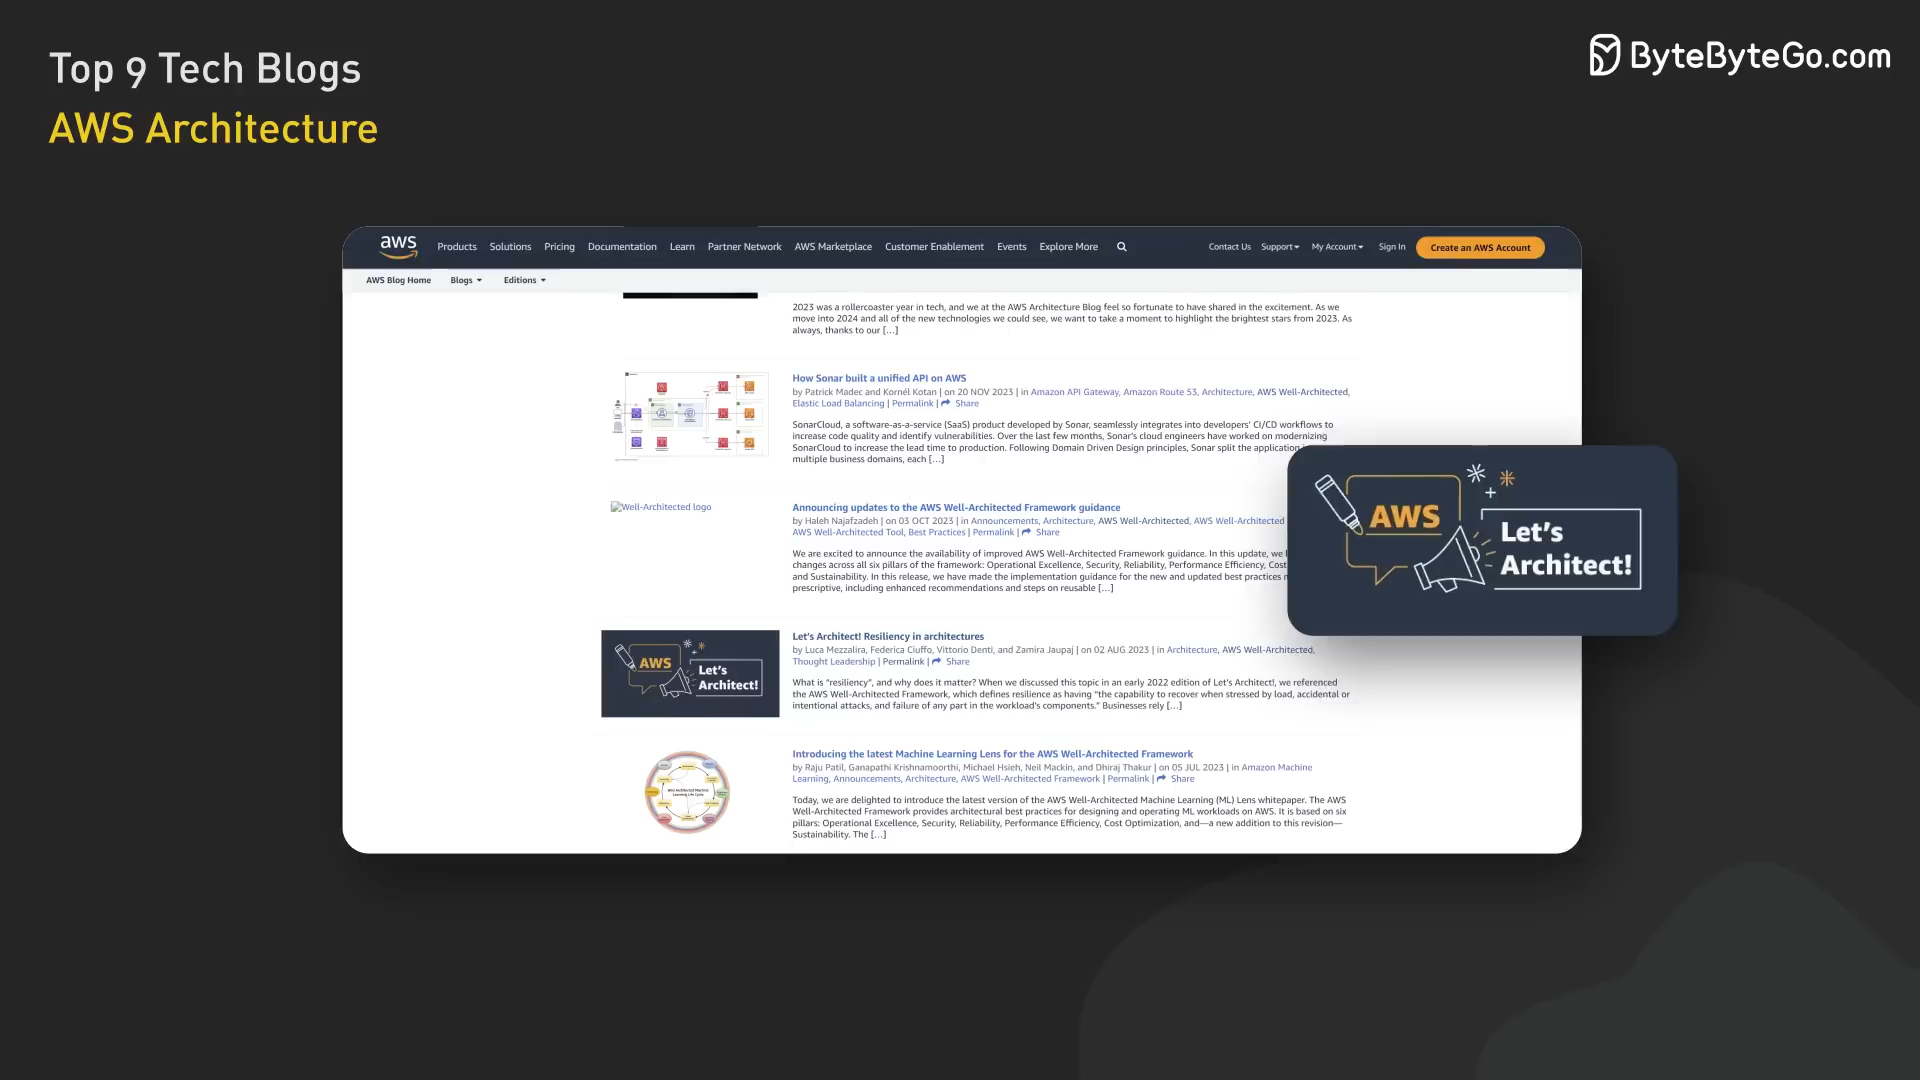 Top 9 Tech Blogs
AWS Architecture
ByteByteGo.com
aws
Products Solutions Pricing Documentation Learn Partner Network AWS Marketplace Customer Enablement Events Explore More
Contact Us Support My Account Sign In Create an AWS Account
AWS Blog Home Blogs Editions
2023 was a rollercoaster year in tech, and we at the AWS Architecture Blog feel so fortunate to have shared in the excitement. As we
move into 2024 and all of the new technologies we could see, we want to take a moment to highlight the brightest stars from 2023. As
always, thanks to our […]
How Sonar built a unified API on AWS
by Patrick Madec and Kornél Kotan | on 20 NOV 2023 | in Amazon API Gateway, Amazon Route 53, Architecture, AWS Well-Architected,
Elastic Load Balancing | Permalink | Share
SonarCloud, a software-as-a-service (SaaS) product developed by Sonar, seamlessly integrates into developers’ CI/CD workflows to
increase code quality and identify vulnerabilities. Over the last few months, Sonar’s cloud engineers have worked on modernizing
SonarCloud to increase the lead time to production. Following Domain Driven Design principles, Sonar split the application
multiple business domains, each […]
Well-Architected logo
Announcing updates to the AWS Well-Architected Framework guidance
by Haleh Najafzadeh | on 03 OCT 2023 | in Announcements, Architecture, AWS Well-Architected, AWS Well-Architected
AWS Well-Architected Tool, Best Practices | Permalink | Share
We are excited to announce the availability of improved AWS Well-Architected Framework guidance. In this update, we
changes across all six pillars of the framework: Operational Excellence, Security, Reliability, Performance Efficiency, Cost
and Sustainability. In this release, we have made the implementation guidance for the new and updated best practices
prescriptive, including enhanced recommendations and steps on reusable […]
AWS
Let’s
Architect!
AWS
Let’s
Architect!
Let’s Architect! Resiliency in architectures
by Luca Mezzalira, Federica Ciuffo, Vittorio Denti, and Zamira Jaupaj | on 02 AUG 2023 | in Architecture, AWS Well-Architected,
Thought Leadership | Permalink | Share
What is “resiliency”, and why does it matter? When we discussed this topic in an early 2022 edition of Let’s Architect!, we referenced
the AWS Well-Architected Framework, which defines resilience as having “the capability to recover when stressed by load, accidental or
intentional attacks, and failure of any part in the workload’s components.” Businesses rely […]
Introducing the latest Machine Learning Lens for the AWS Well-Architected Framework
by Raju Patil, Ganapathi Krishnamoorthi, Michael Hsieh, Neil Mackin, and Dhiraj Thakur | on 05 JUL 2023 | in Amazon Machine
Learning, Announcements, Architecture, AWS Well-Architected Framework | Permalink | Share
Today, we are delighted to introduce the latest version of the AWS Well-Architected Machine Learning (ML) Lens whitepaper. The AWS
Well-Architected Framework provides architectural best practices for designing and operating ML workloads on AWS. It is based on six
pillars: Operational Excellence, Security, Reliability, Performance Efficiency, Cost Optimization, and—a new addition to this revision—
Sustainability. The […]